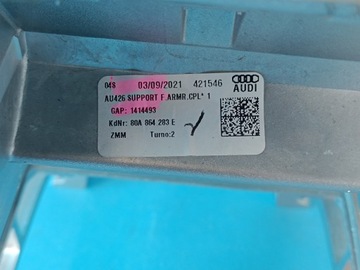 04S 03/09/2021 421546
AUDI
AU426 SUPPORT F.ARMR.CPL* 1
GAP: 1414493
KdNr: 80A 864 283 E
ZMM Turno:2